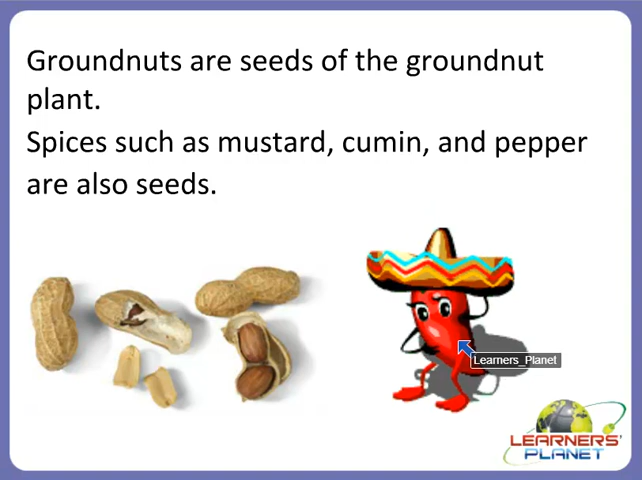 Groundnuts are seeds of the groundnut
plant.
Spices such as mustard, cumin, and pepper
are also seeds.
Learners_Planet
LEARNERS'
PLANET